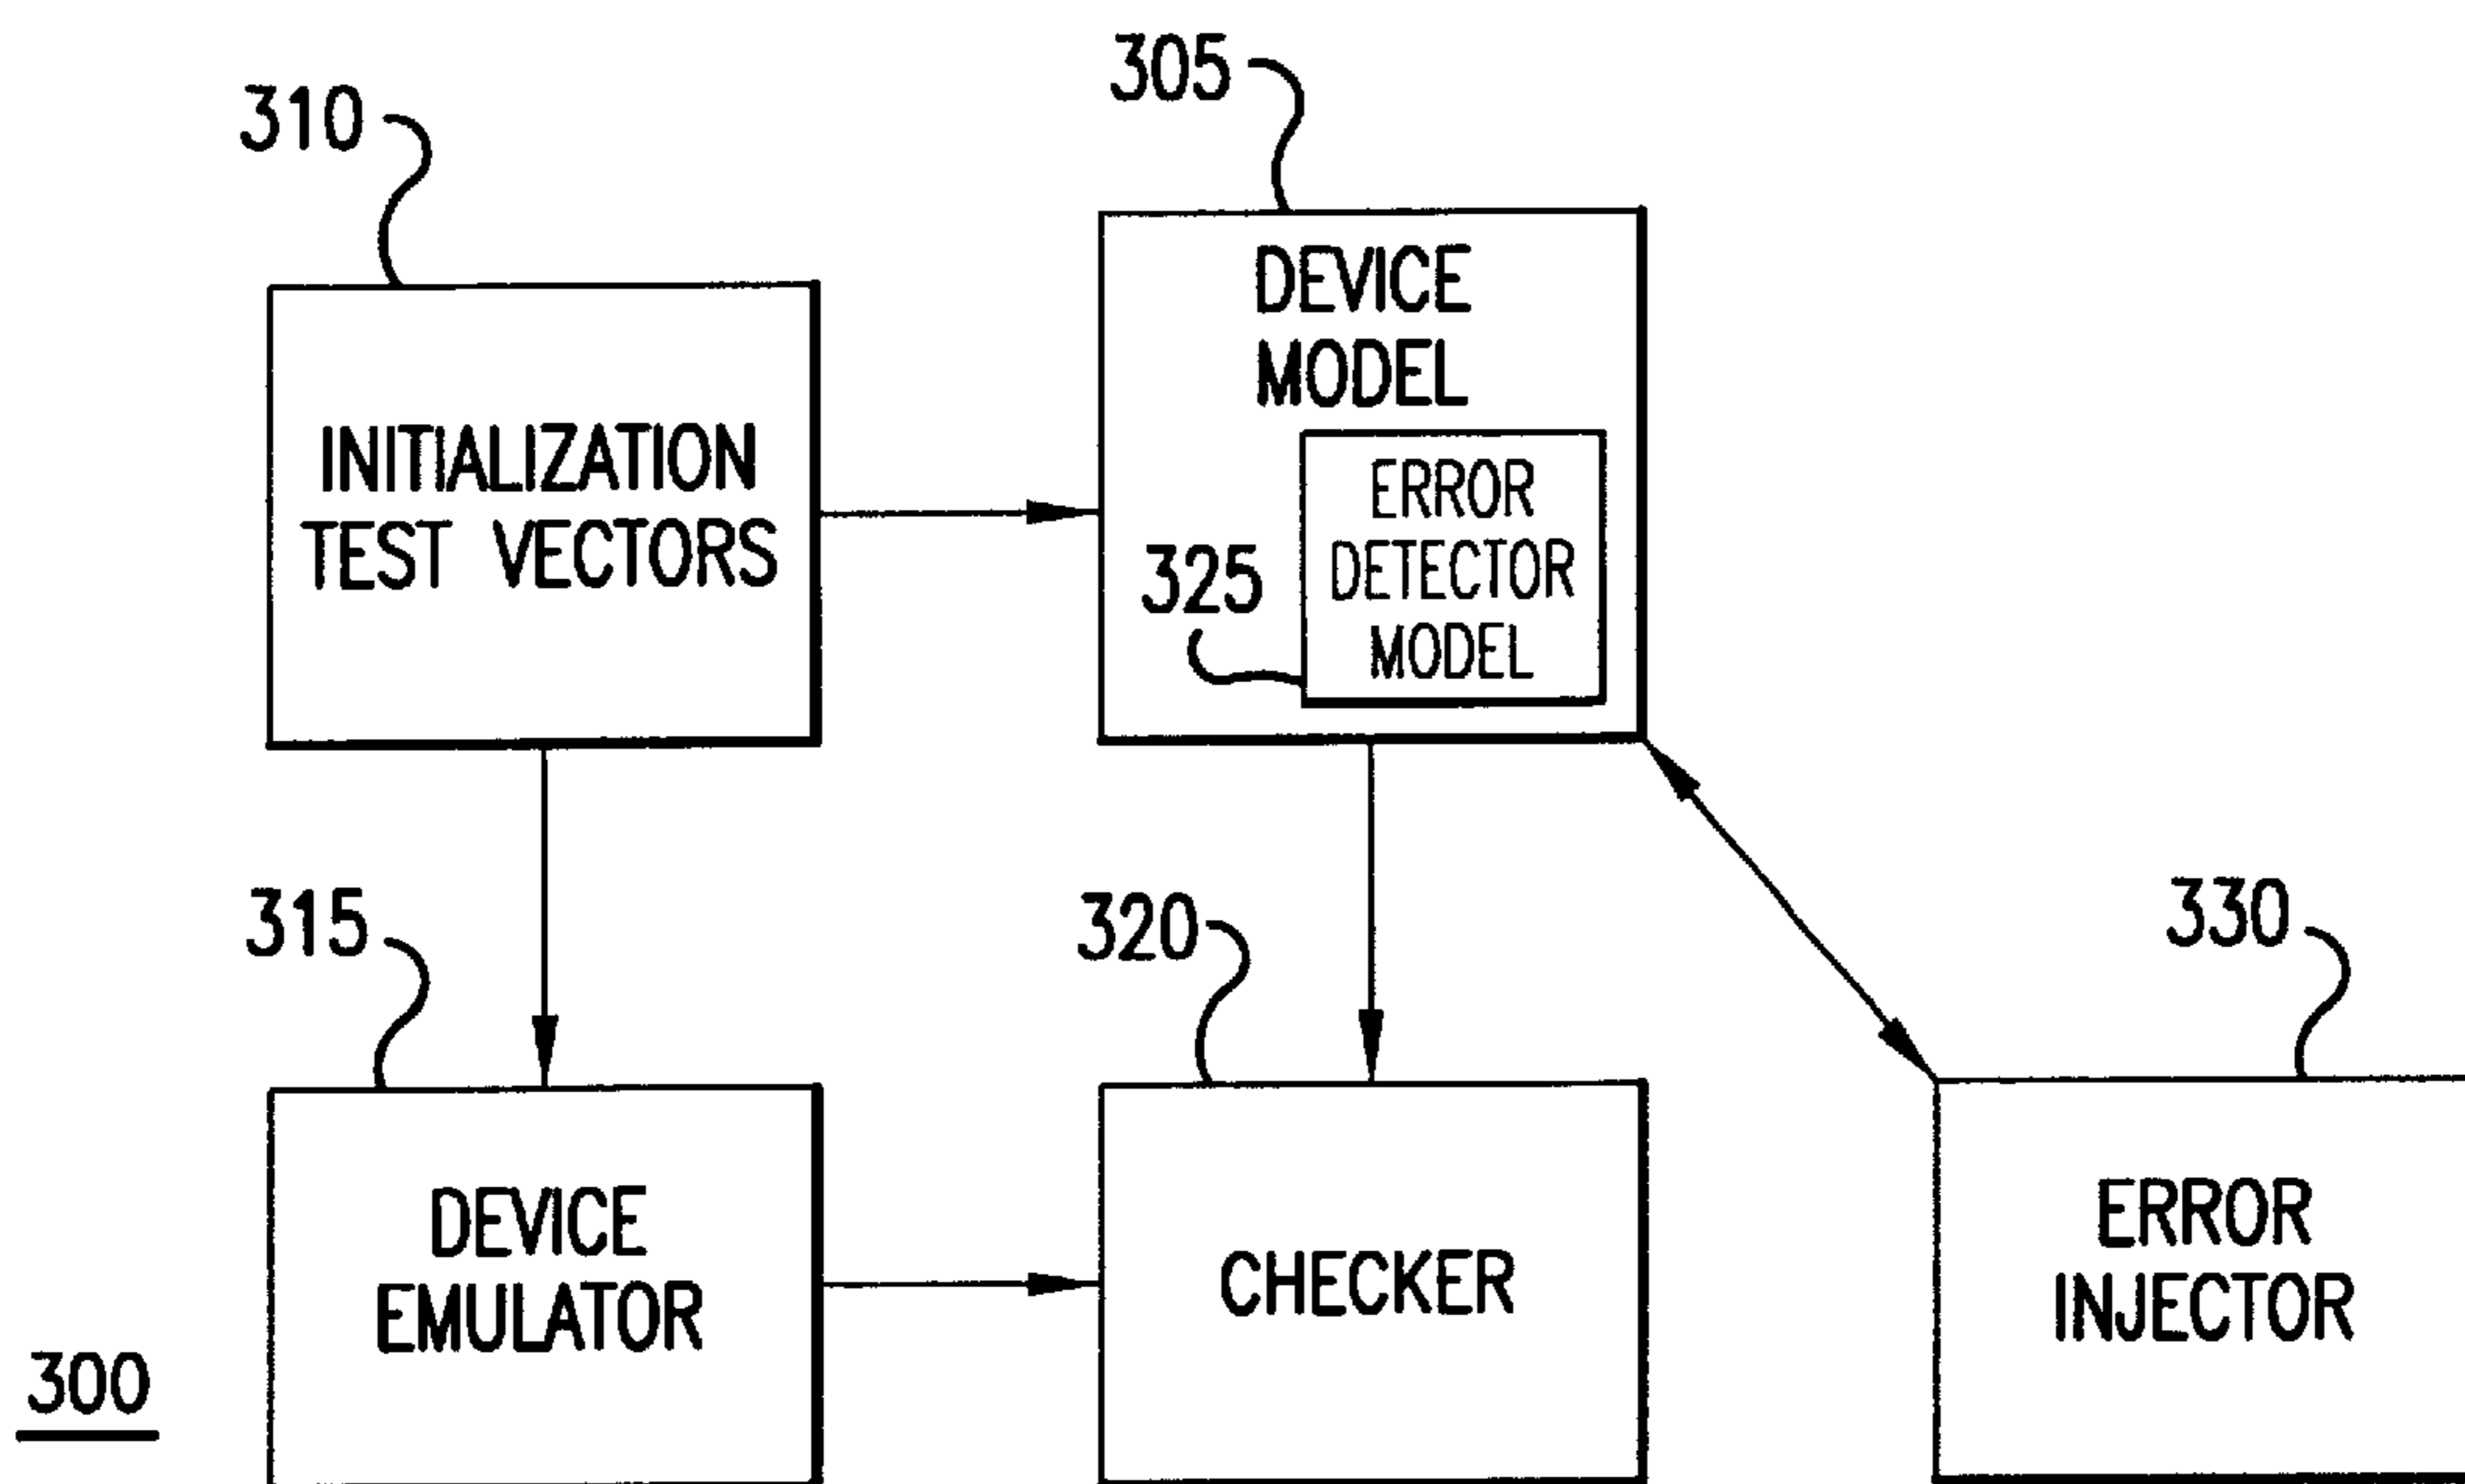 305
310
DEVICE
MODEL
INITIALIZATION
TEST VECTORS
ERROR
DETECTOR
MODEL
325
315
320
330
DEVICE
EMULATOR
CHECKER
ERROR
INJECTOR
300